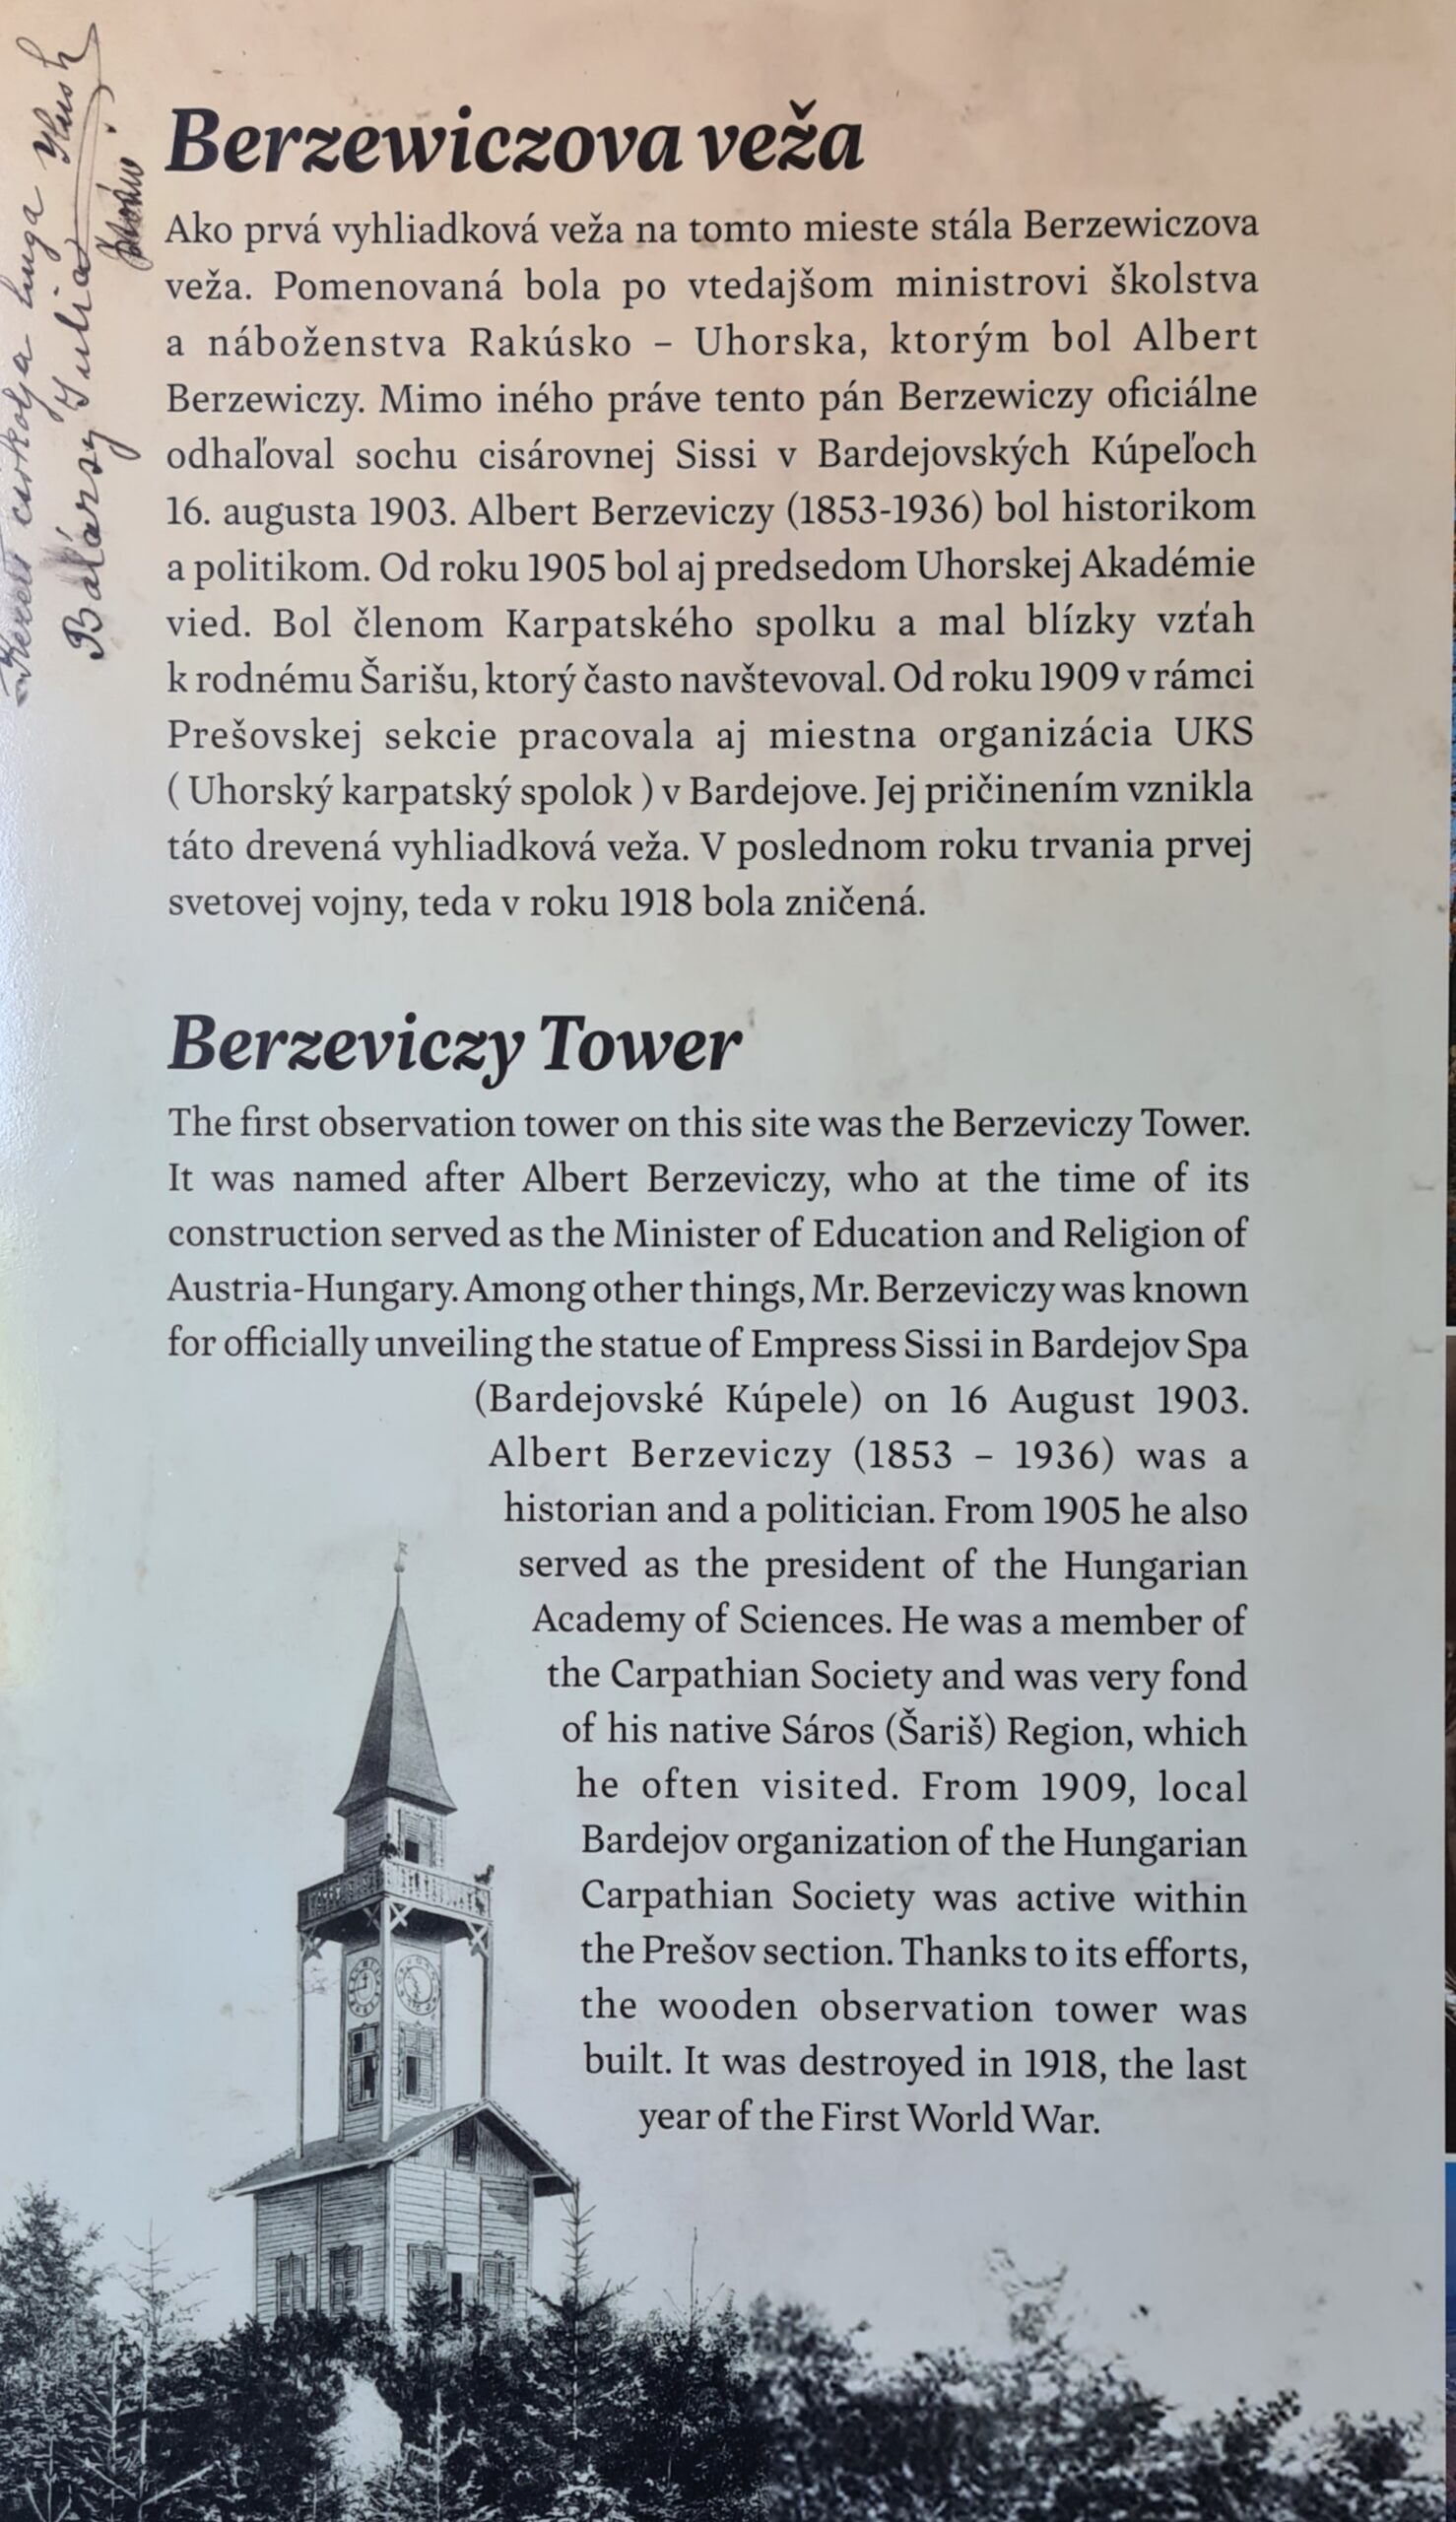 Berzewiczova veža
Ako prvá vyhliadková veža na tomto mieste stála Berzewiczova
veža. Pomenovaná bola po vtedajšom ministrovi školstva
a náboženstva Rakúsko – Uhorska, ktorým bol Albert
Berzewiczy. Mimo iného práve tento pán Berzewiczy oficiálne
odhaľoval sochu cisárovnej Sissi v Bardejovských Kúpeľoch
16. augusta 1903. Albert Berzeviczy (1853-1936) bol historikom
a politikom. Od roku 1905 bol aj predsedom Uhorskej Akadémie
vied. Bol členom Karpatského spolku a mal blízky vzťah
k rodnému Šarišu, ktorý často navštevoval. Od roku 1909 v rámci
Prešovskej sekcie pracovala aj miestna organizácia UKS
( Uhorský karpatský spolok ) v Bardejove. Jej pričinením vznikla
táto drevená vyhliadková veža. V poslednom roku trvania prvej
svetovej vojny, teda v roku 1918 bola zničená.
Berzeviczy Tower
The first observation tower on this site was the Berzeviczy Tower.
It was named after Albert Berzeviczy, who at the time of its
construction served as the Minister of Education and Religion of
Austria-Hungary. Among other things, Mr. Berzeviczy was known
for officially unveiling the statue of Empress Sissi in Bardejov Spa
(Bardejovské Kúpele) on 16 August 1903.
Albert Berzeviczy (1853 – 1936) was a
historian and a politician. From 1905 he also
served as the president of the Hungarian
Academy of Sciences. He was a member of
the Carpathian Society and was very fond
of his native Sáros (Šariš) Region, which
he often visited. From 1909, local
Bardejov organization of the Hungarian
Carpathian Society was active within
the Prešov section. Thanks to its efforts,
the wooden observation tower was
built. It was destroyed in 1918, the last
year of the First World War.